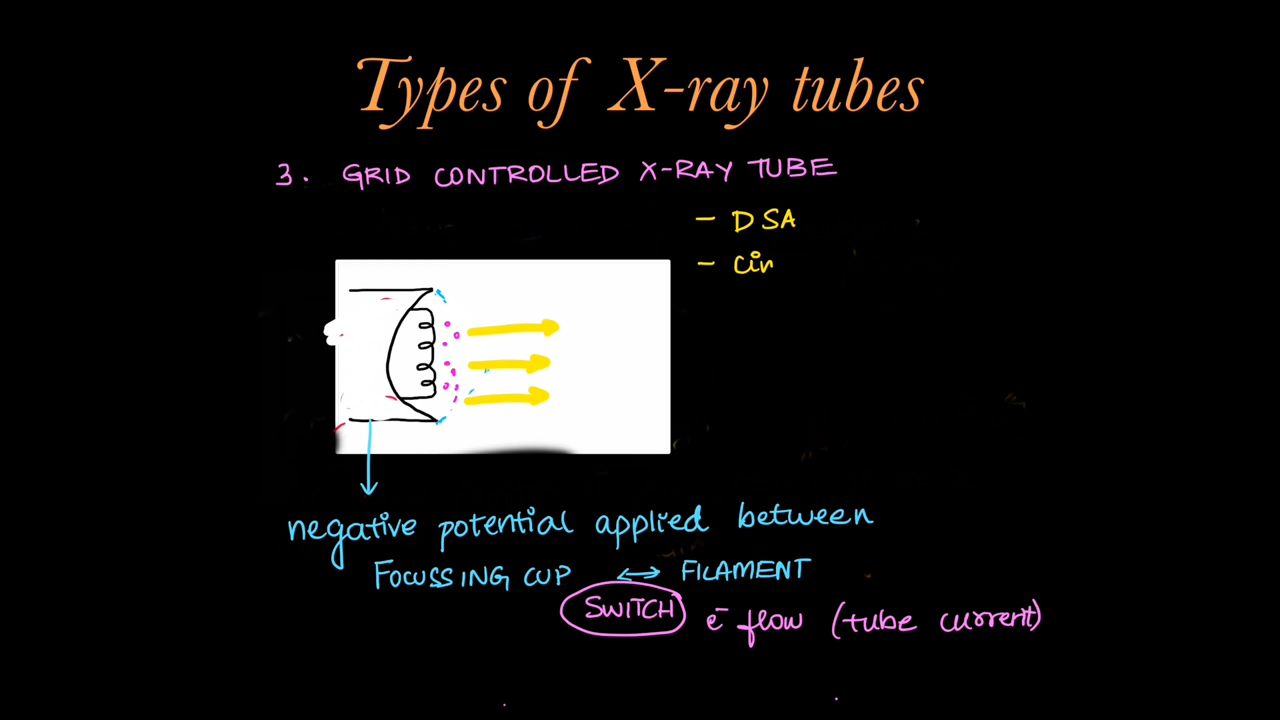 Types of X-ray tubes
3. GRID CONTROLLED X-RAY TUBE
- DSA
- Cin
negative potential applied between
FOCUSSING CUP ↔ FILAMENT
SWITCH e⁻ flow (tube current)